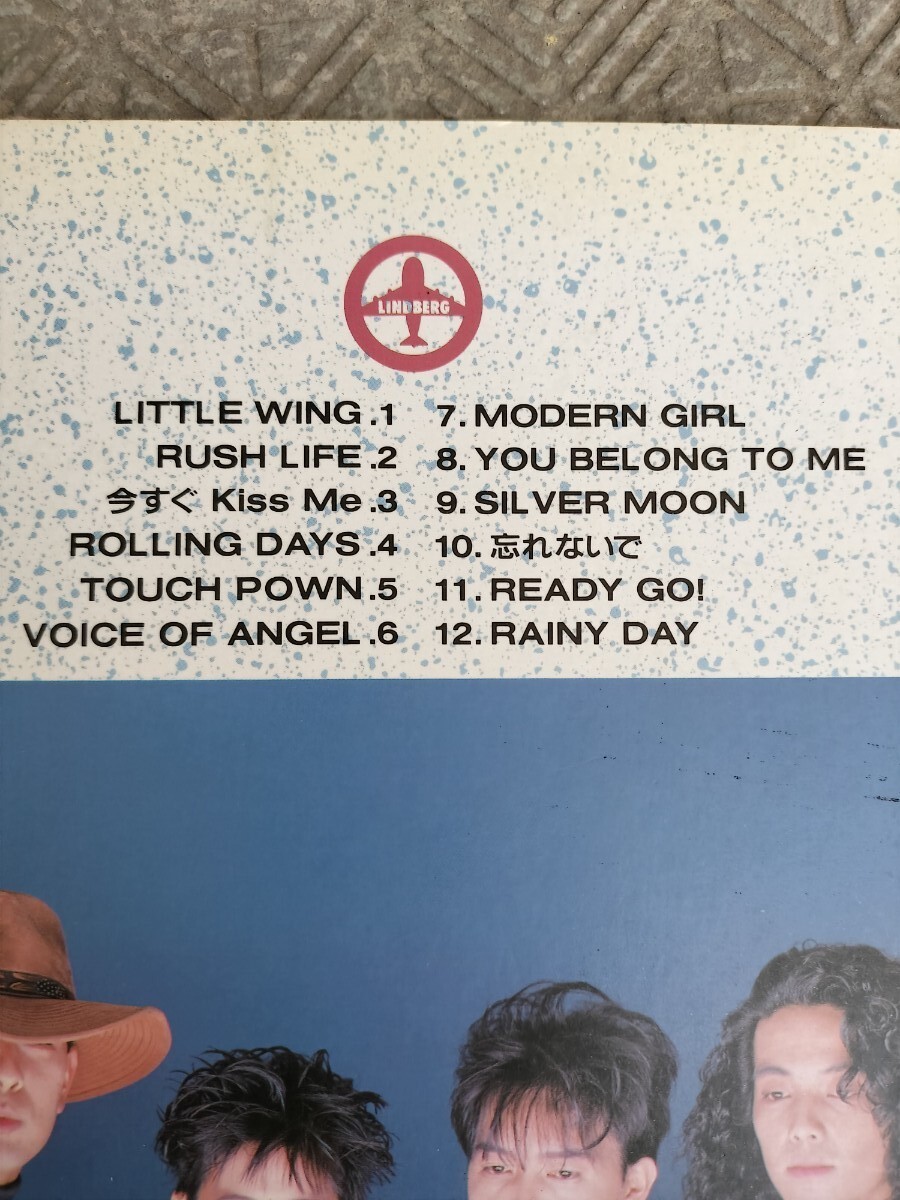 LINDBERG
LITTLE WING .1
RUSH LIFE .2
今すぐ Kiss Me .3
ROLLING DAYS .4
TOUCH POWN .5
VOICE OF ANGEL .6
7. MODERN GIRL
8. YOU BELONG TO ME
9. SILVER MOON
10. 忘れないで
11. READY GO!
12. RAINY DAY